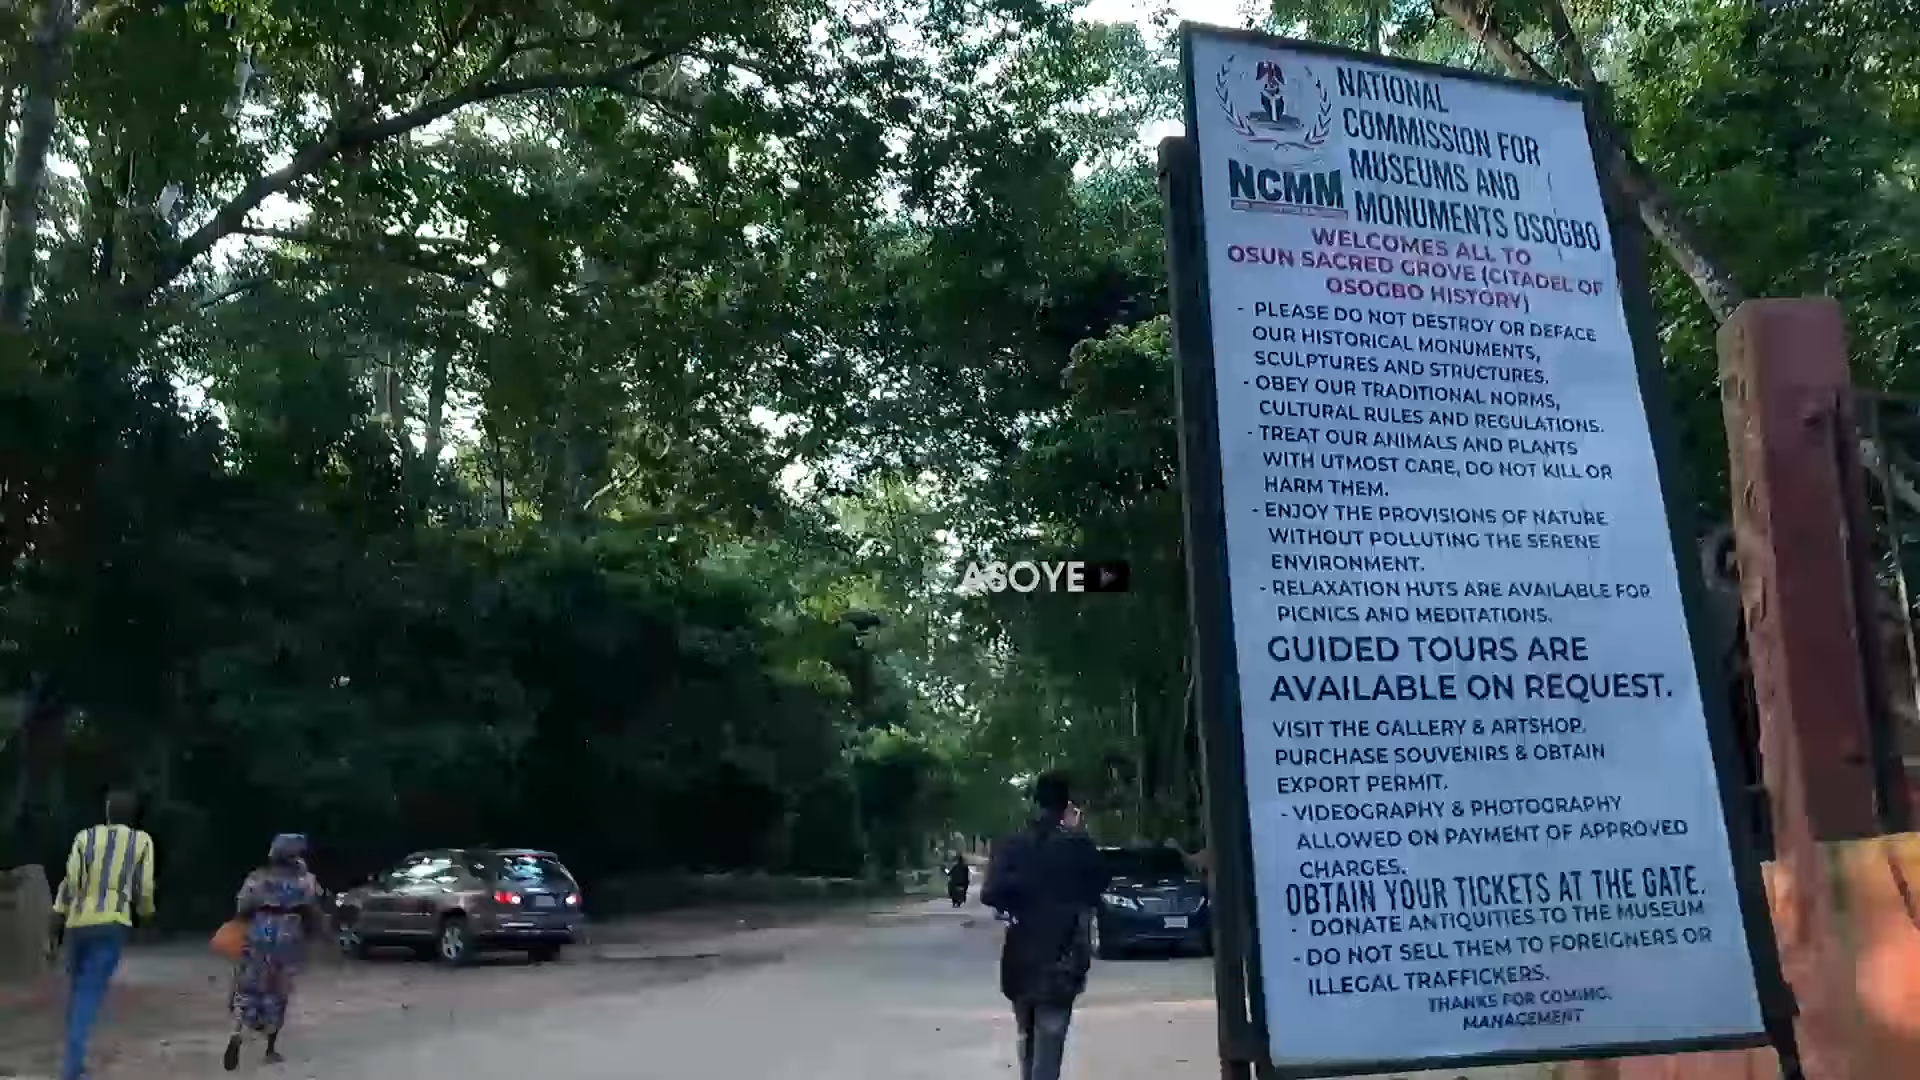 NATIONAL
COMMISSION FOR
MUSEUMS AND
MONUMENTS OSOGBO
NCMM
WELCOMES ALL TO
OSUN SACRED GROVE (CITADEL OF
OSOGBO HISTORY)
- PLEASE DO NOT DESTROY OR DEFACE
OUR HISTORICAL MONUMENTS,
SCULPTURES AND STRUCTURES.
- OBEY OUR TRADITIONAL NORMS,
CULTURAL RULES AND REGULATIONS.
- TREAT OUR ANIMALS AND PLANTS
WITH UTMOST CARE, DO NOT KILL OR
HARM THEM.
- ENJOY THE PROVISIONS OF NATURE
WITHOUT POLLUTING THE SERENE
ENVIRONMENT.
- RELAXATION HUTS ARE AVAILABLE FOR
PICNICS AND MEDITATIONS.
GUIDED TOURS ARE
AVAILABLE ON REQUEST.
VISIT THE GALLERY & ARTSHOP.
PURCHASE SOUVENIRS & OBTAIN
EXPORT PERMIT.
- VIDEOGRAPHY & PHOTOGRAPHY
ALLOWED ON PAYMENT OF APPROVED
CHARGES.
OBTAIN YOUR TICKETS AT THE GATE.
- DONATE ANTIQUITIES TO THE MUSEUM
- DO NOT SELL THEM TO FOREIGNERS OR
ILLEGAL TRAFFICKERS.
THANKS FOR COMING.
MANAGEMENT
ASOYE